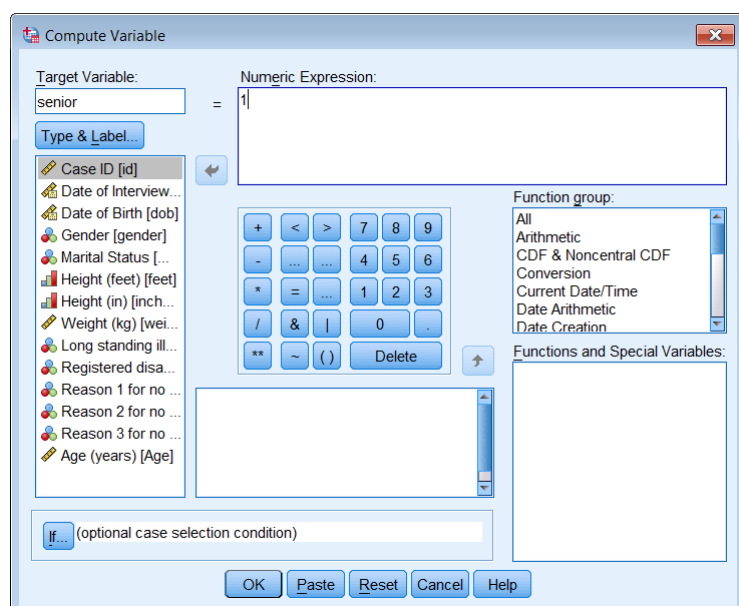 Compute Variable
Target Variable:
Numeric Expression:
senior
=
1
Type & Label...
Case ID [id]
Date of Interview...
Date of Birth [dob]
Gender [gender]
Marital Status [...
Height (feet) [feet]
Height (in) [inch...
Weight (kg) [wei...
Long standing ill...
Registered disa...
Reason 1 for no ...
Reason 2 for no ...
Reason 3 for no ...
Age (years) [Age]
+ < > 7 8 9
- ... ... 4 5 6
* = ... 1 2 3
/ & | 0 .
** ~ ( ) Delete
Function group:
All
Arithmetic
CDF & Noncentral CDF
Conversion
Current Date/Time
Date Arithmetic
Date Creation
Functions and Special Variables:
If... (optional case selection condition)
OK Paste Reset Cancel Help